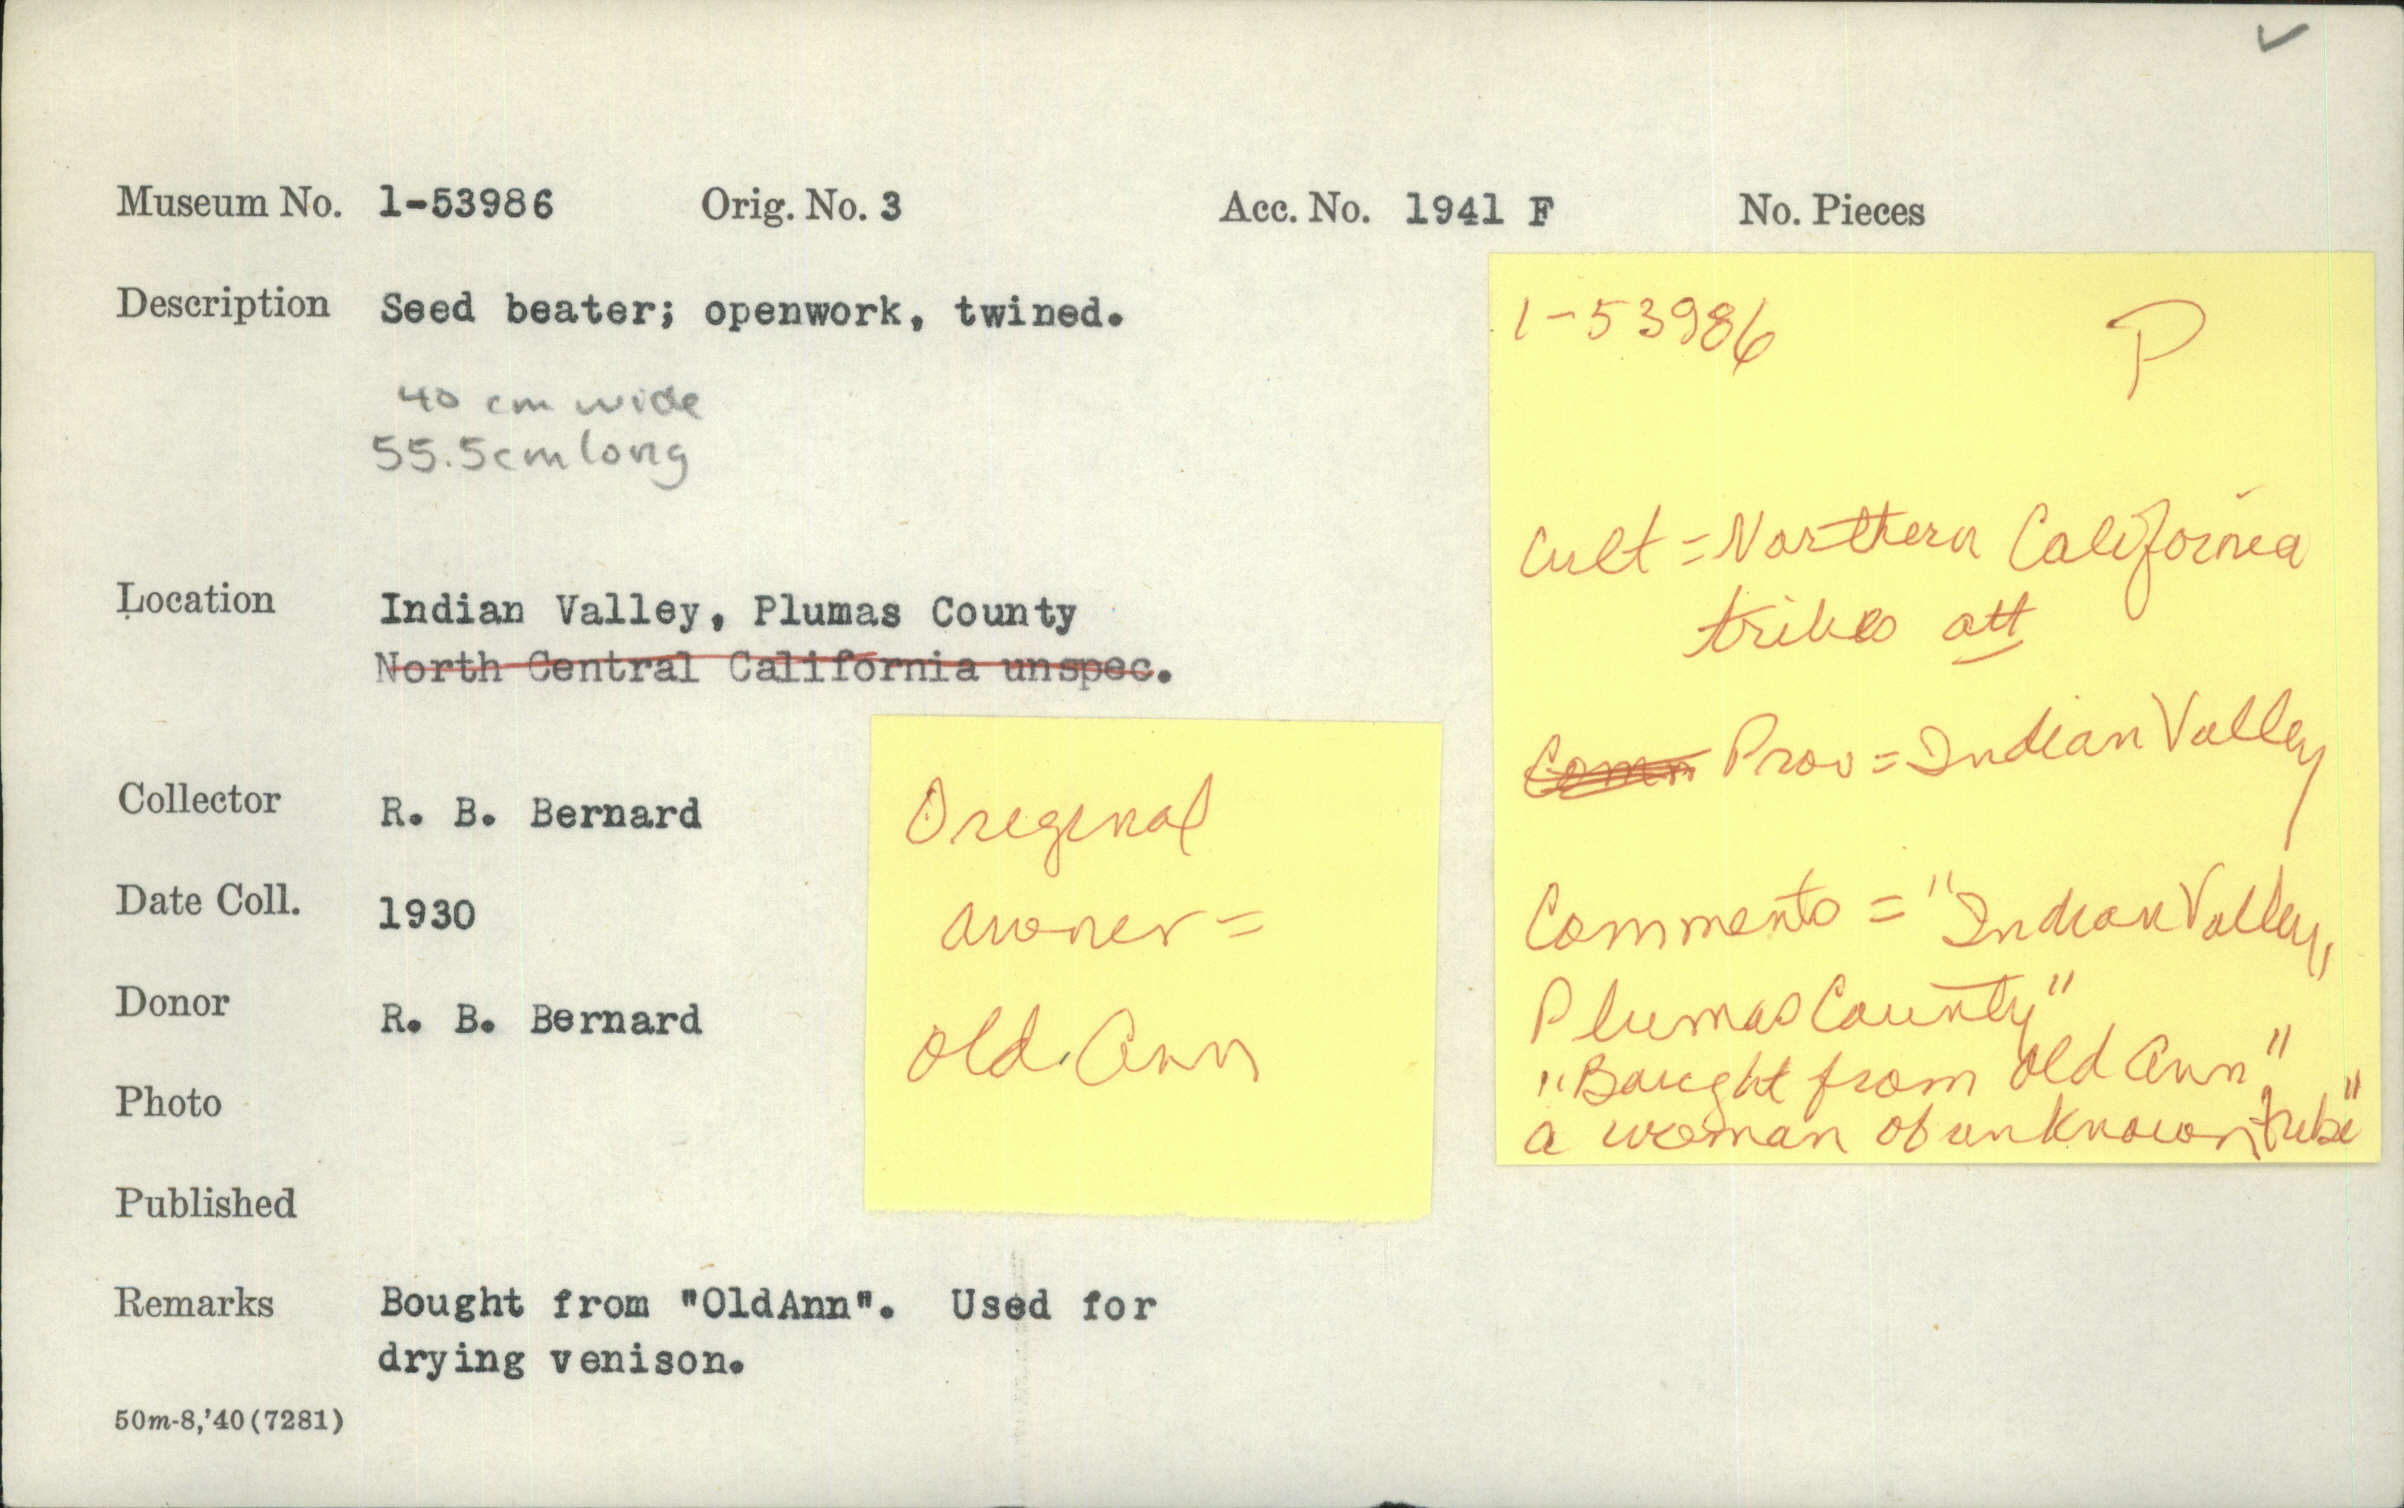 Museum No. 1-53986 Orig. No. 3 Acc. No. 1941 F No. Pieces
Description Seed beater; openwork, twined.
40 cm wide
55.5cm long
Location Indian Valley, Plumas County
North Central California unspec.
Collector R. B. Bernard
Date Coll. 1930
Donor R. B. Bernard
Photo
Published
Remarks Bought from "OldAnn". Used for
drying venison.
50m-8,'40(7281)
Original
owner =
Old Ann
1-53986 P
Cult = Northern California
tribes att
Comm Prov = Indian Valley
Comments = "Indian Valley,
Plumas County"
"Bought from Old Ann"
a woman of unknown tribe"